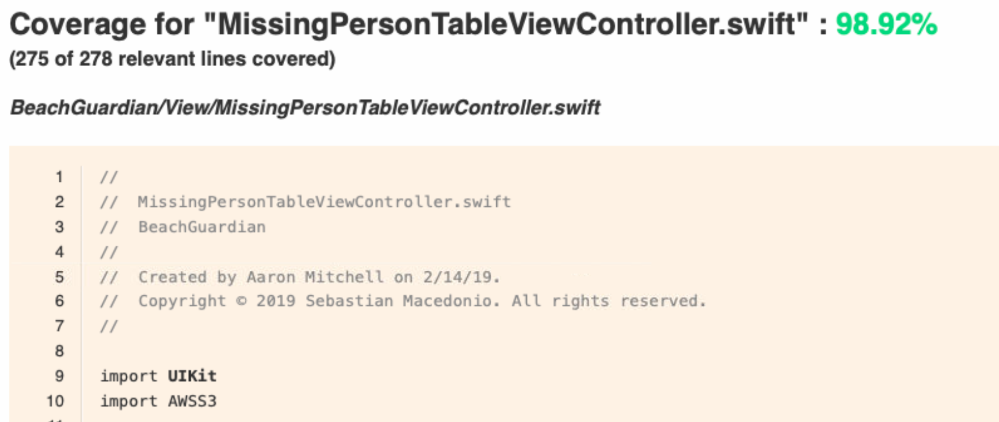 Coverage for "MissingPersonTableViewController.swift" : 98.92%
(275 of 278 relevant lines covered)
BeachGuardian/View/MissingPersonTableViewController.swift
1 //
2 // MissingPersonTableViewController.swift
3 // BeachGuardian
4 //
5 // Created by Aaron Mitchell on 2/14/19.
6 // Copyright © 2019 Sebastian Macedonio. All rights reserved.
7 //
8
9 import UIKit
10 import AWSS3